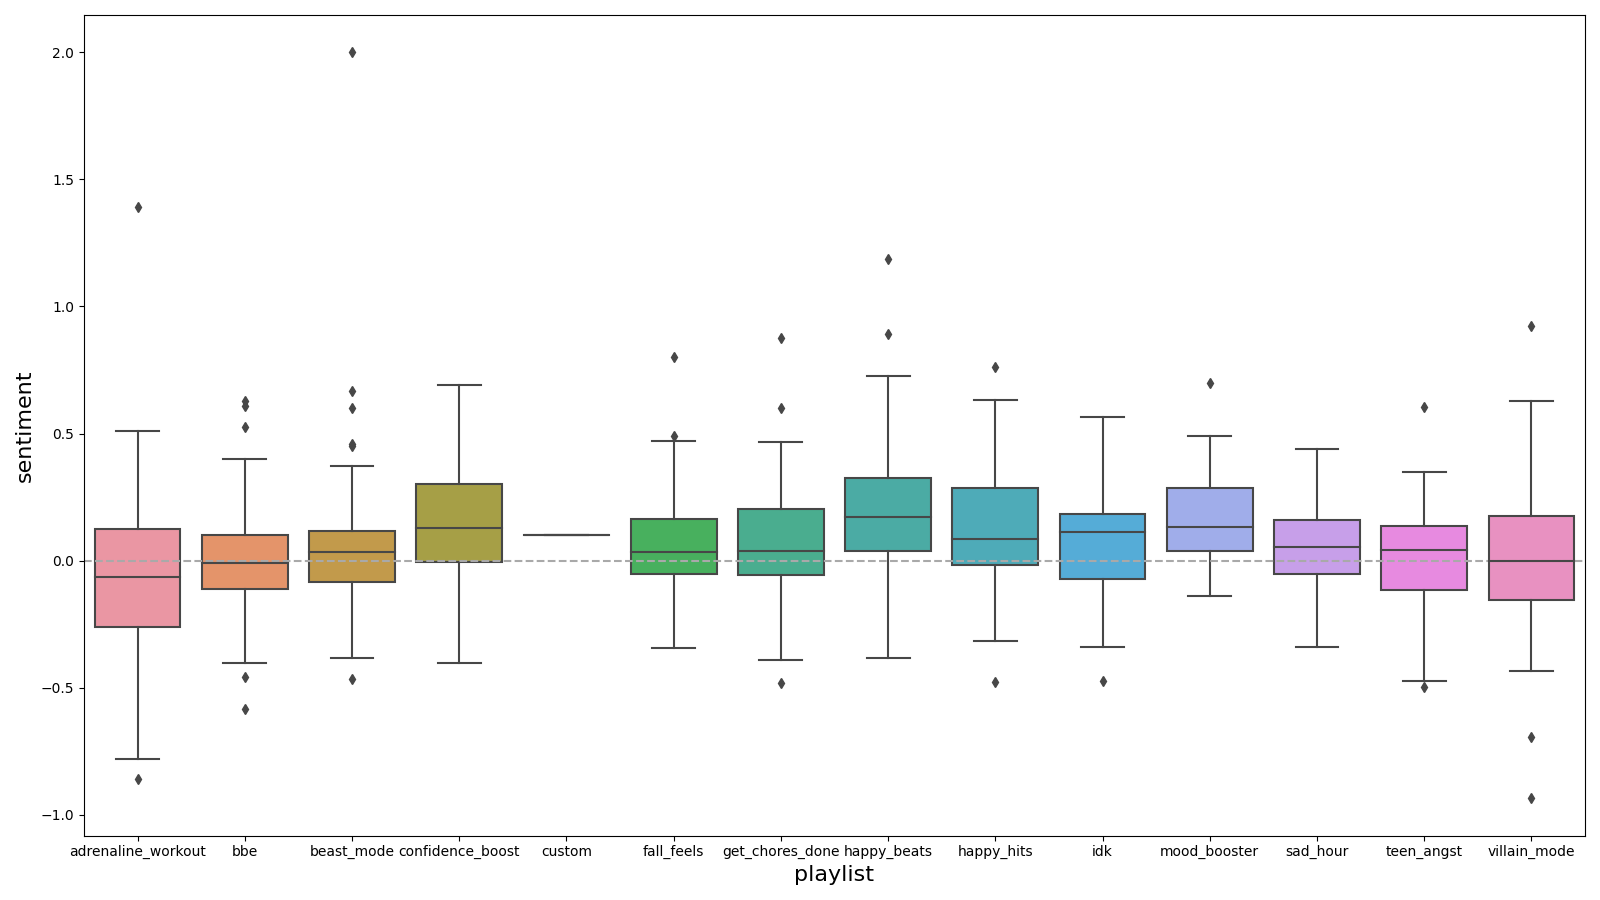 sentiment
2.0
1.5
1.0
0.5
0.0
−0.5
−1.0
adrenaline_workout bbe beast_mode confidence_boost custom fall_feels get_chores_done happy_beats happy_hits idk mood_booster sad_hour teen_angst villain_mode
playlist